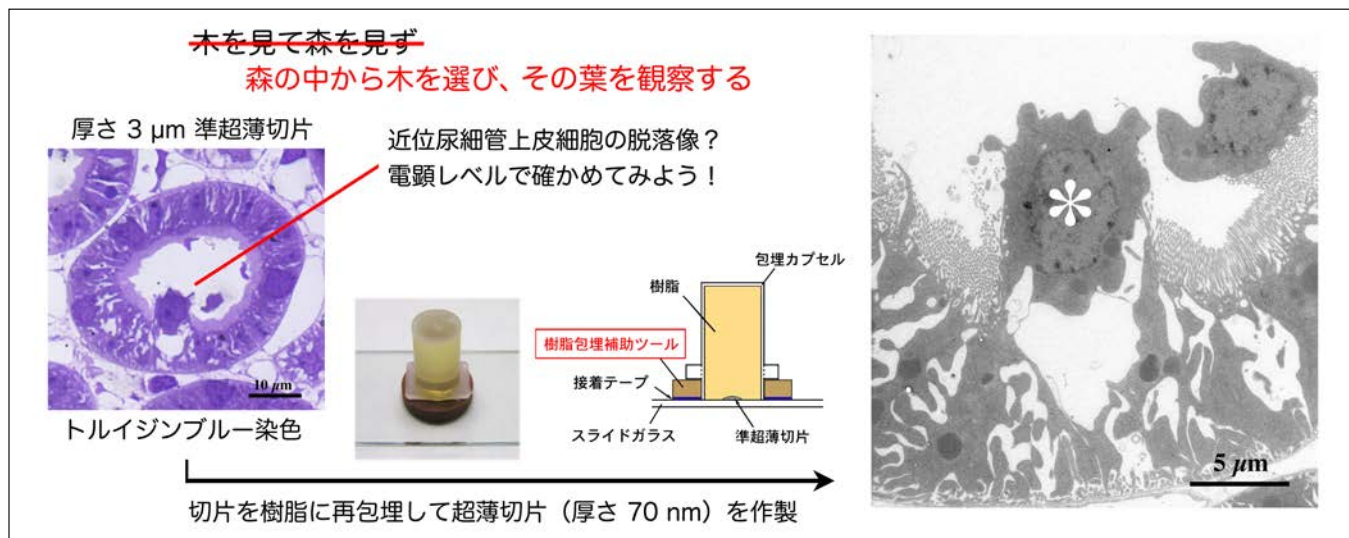 木を見て森を見ず
森の中から木を選び、その葉を観察する
厚さ 3 μm 準超薄切片
近位尿細管上皮細胞の脱落像？
電顕レベルで確かめてみよう！
10 μm
トルイジンブルー染色
包埋カプセル
樹脂
樹脂包埋補助ツール
接着テープ
スライドガラス
準超薄切片
切片を樹脂に再包埋して超薄切片（厚さ 70 nm）を作製
*
5 μm